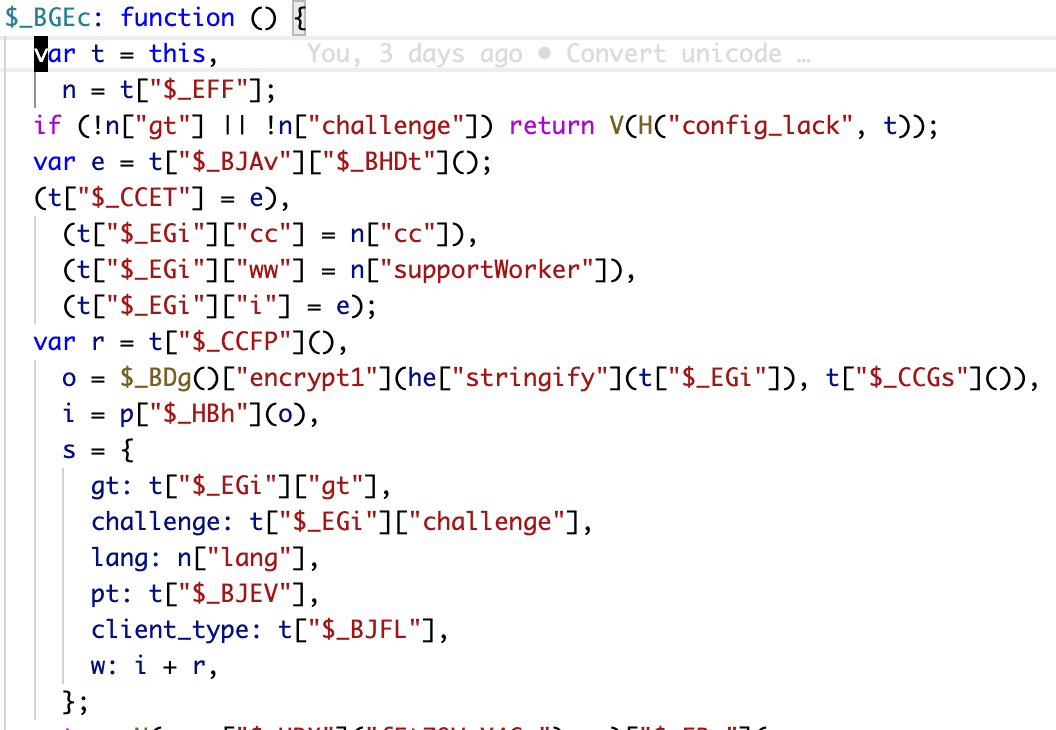 $_BGEc: function () {
var t = this, You, 3 days ago • Convert unicode …
n = t["$_EFF"];
if (!n["gt"] || !n["challenge"]) return V(H("config_lack", t));
var e = t["$_BJAv"]["$_BHDt"]();
(t["$_CCET"] = e),
(t["$_EGi"]["cc"] = n["cc"]),
(t["$_EGi"]["ww"] = n["supportWorker"]),
(t["$_EGi"]["i"] = e);
var r = t["$_CCFP"](),
o = $_BDg()["encrypt1"](he["stringify"](t["$_EGi"]), t["$_CCGs"]()),
i = p["$_HBh"](o),
s = {
gt: t["$_EGi"]["gt"],
challenge: t["$_EGi"]["challenge"],
lang: n["lang"],
pt: t["$_BJEV"],
client_type: t["$_BJFL"],
w: i + r,
};